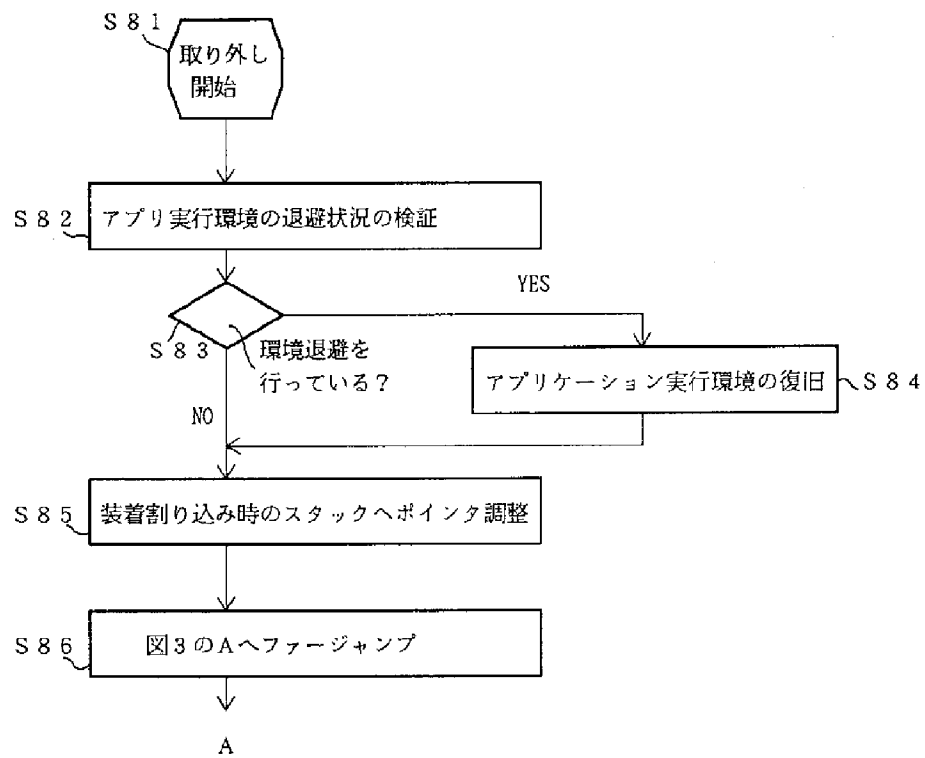 S81
取り外し
開始
S82
アプリ実行環境の退避状況の検証
YES
S83
環境退避を
行っている?
アプリケーション実行環境の復旧
S84
NO
S85
装着割り込み時のスタックへポインタ調整
S86
図3のAへファージャンプ
A